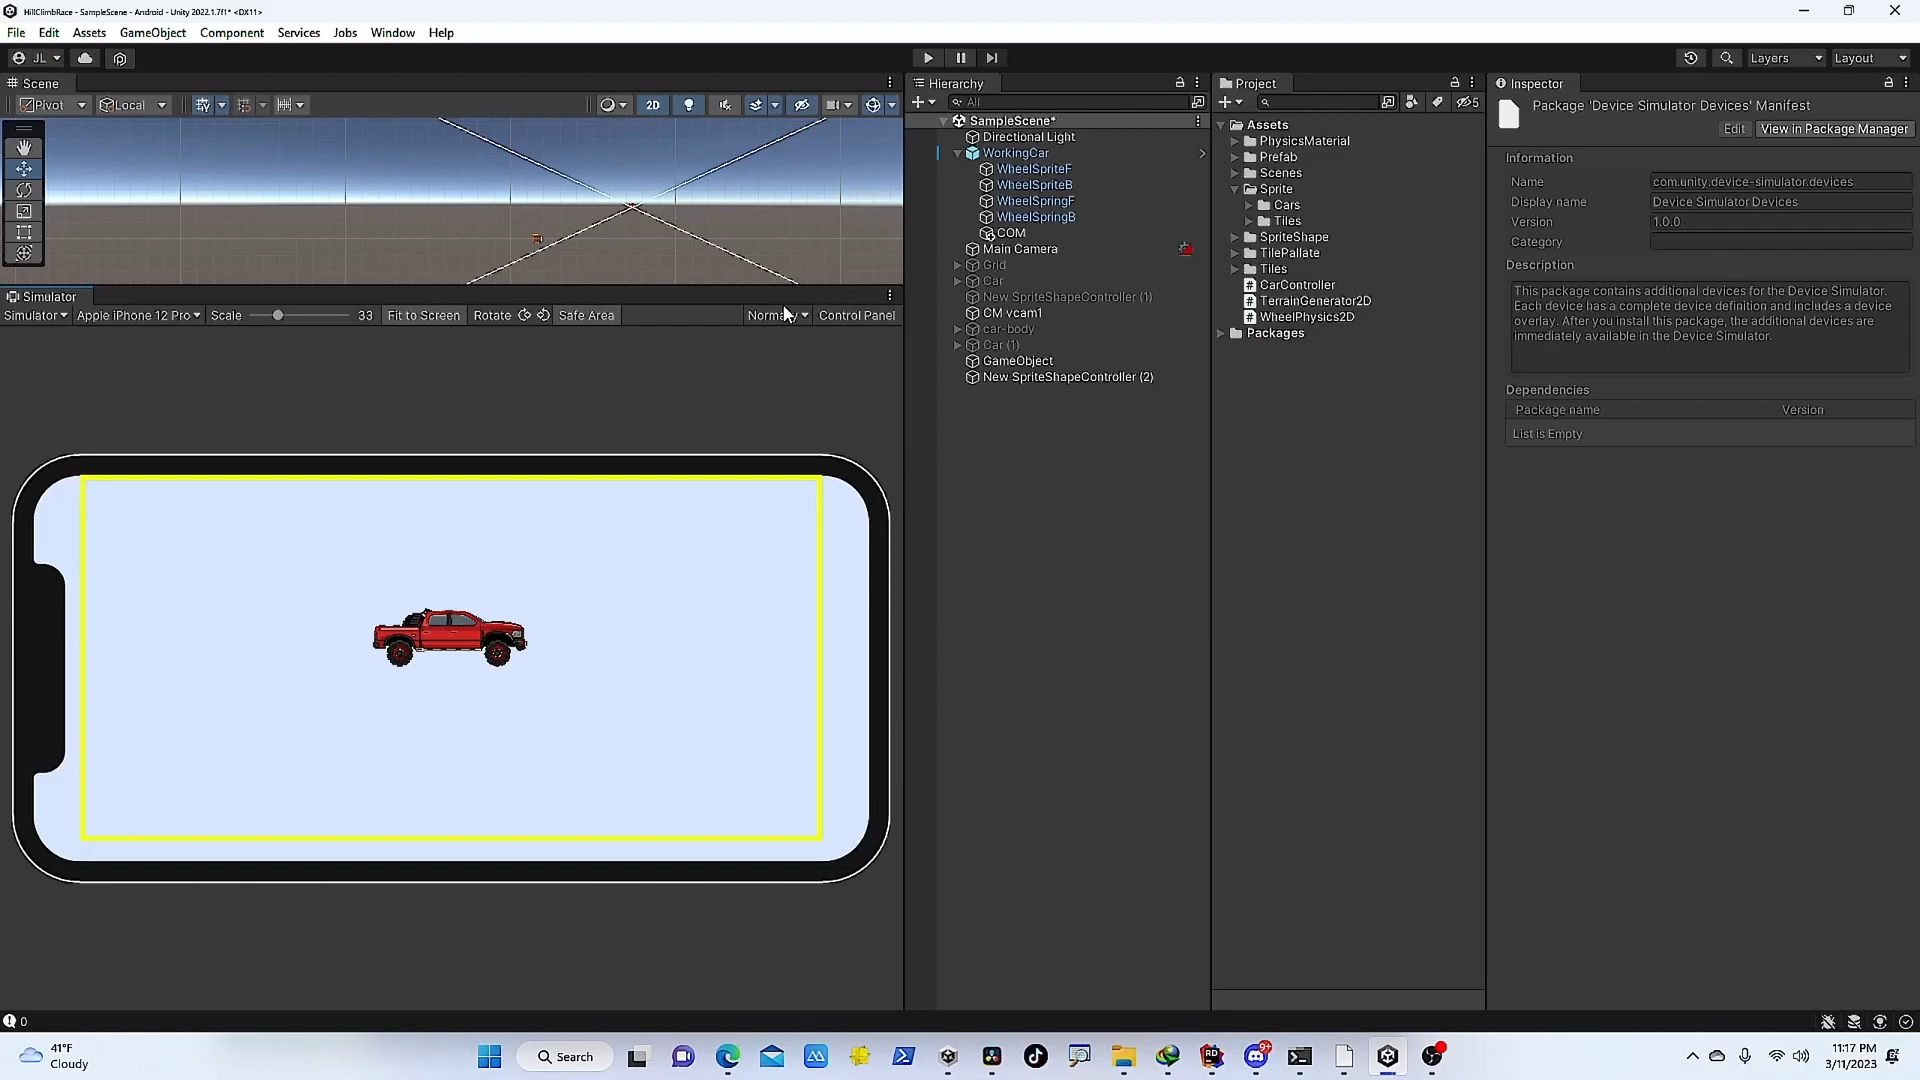 HillClimbRace - SampleScene - Android - Unity 2022.1.7f1* <DX11>
File Edit Assets GameObject Component Services Jobs Window Help
JL Layers Layout
Scene
Pivot Local 2D
Simulator
Simulator Apple iPhone 12 Pro Scale 33 Fit to Screen Rotate Safe Area Normal Control Panel
Hierarchy
All
SampleScene*
Directional Light
WorkingCar
WheelSpriteF
WheelSpriteB
WheelSpringF
WheelSpringB
COM
Main Camera
Grid
Car
New SpriteShapeController (1)
CM vcam1
car-body
Car (1)
GameObject
New SpriteShapeController (2)
Project
5
Assets
PhysicsMaterial
Prefab
Scenes
Sprite
Cars
Tiles
SpriteShape
TilePallate
Tiles
CarController
TerrainGenerator2D
WheelPhysics2D
Packages
Inspector
Package 'Device Simulator Devices' Manifest
Edit View in Package Manager
Information
Name com.unity.device-simulator.devices
Display name Device Simulator Devices
Version 1.0.0
Category
Description
This package contains additional devices for the Device Simulator.
Each device has a complete device definition and includes a device
overlay. After you install this package, the additional devices are
immediately available in the Device Simulator.
Dependencies
Package name Version
List is Empty
0
41°F
Cloudy
Search
RD
9+
11:17 PM
3/11/2023